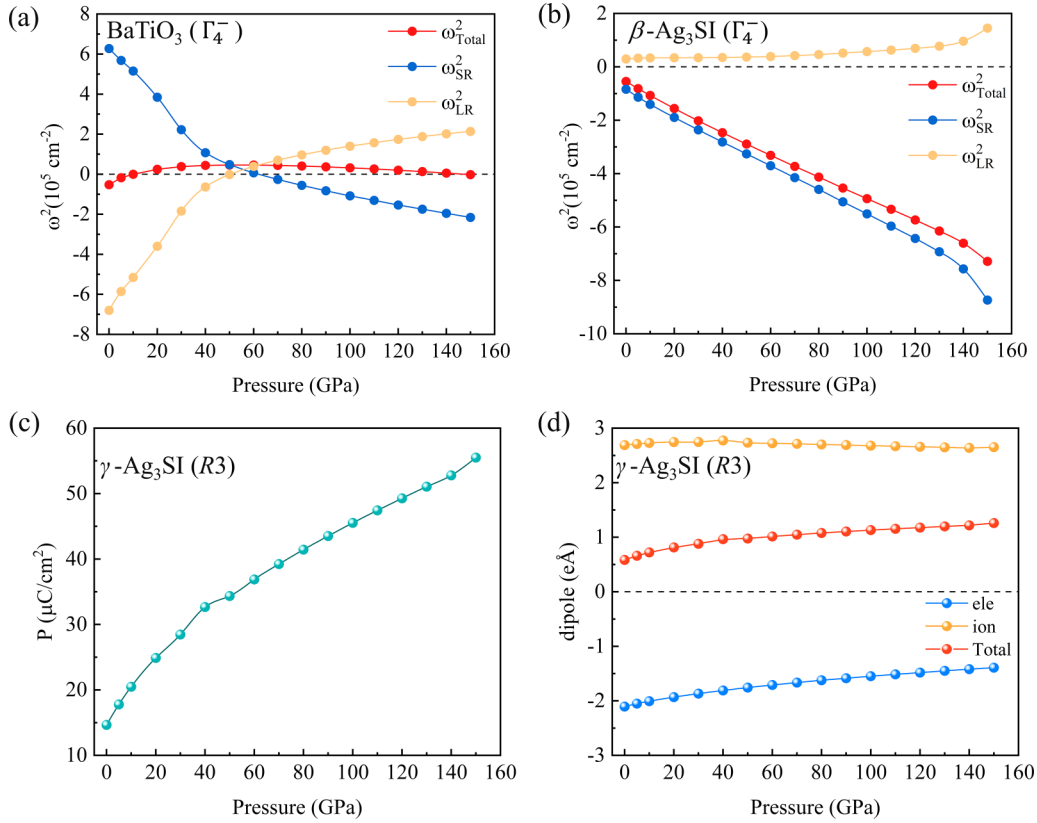 (a)
BaTiO₃ (Γ₄⁻)
ω²Total
ω²SR
ω²LR
ω²(10⁵ cm⁻²)
8
6
4
2
0
-2
-4
-6
-8
0 20 40 60 80 100 120 140 160
Pressure (GPa)
(b)
β-Ag₃SI (Γ₄⁻)
ω²Total
ω²SR
ω²LR
ω²(10⁵ cm⁻²)
2
0
-2
-4
-6
-8
-10
0 20 40 60 80 100 120 140 160
Pressure (GPa)
(c)
γ-Ag₃SI (R3)
P (μC/cm²)
60
50
40
30
20
10
0 20 40 60 80 100 120 140 160
Pressure (GPa)
(d)
γ-Ag₃SI (R3)
ele
ion
Total
dipole (eÅ)
3
2
1
0
-1
-2
-3
0 20 40 60 80 100 120 140 160
Pressure (GPa)